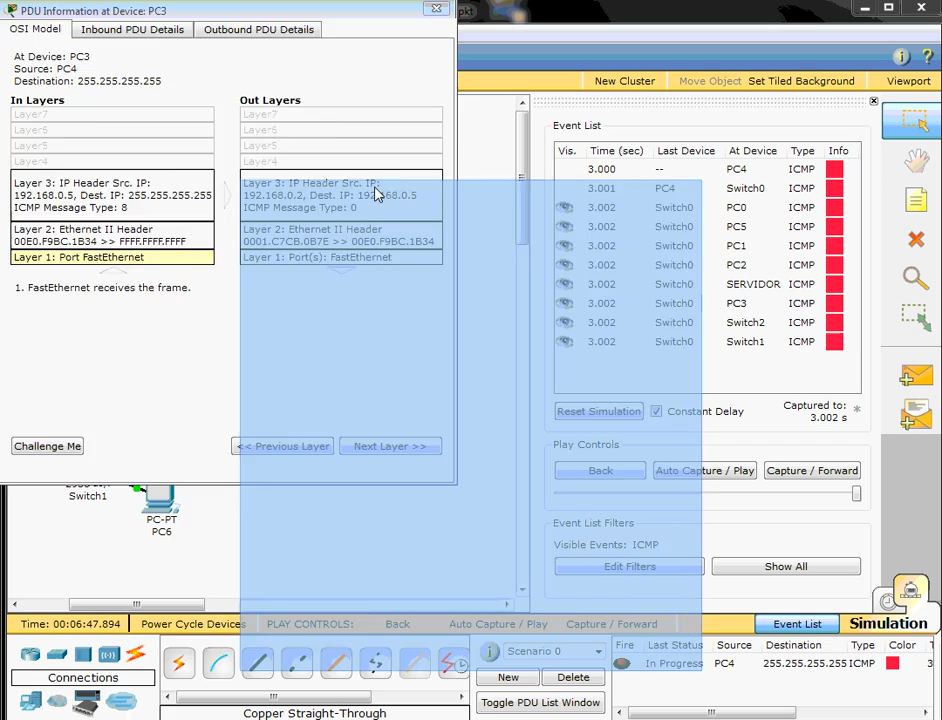 PDU Information at Device: PC3
pkt
OSI Model
Inbound PDU Details
Outbound PDU Details
At Device: PC3
Source: PC4
Destination: 255.255.255.255
In Layers
Out Layers
Layer7
Layer7
Layer6
Layer6
Layer5
Layer5
Layer4
Layer4
Layer 3: IP Header Src. IP:
192.168.0.5, Dest. IP: 255.255.255.255
ICMP Message Type: 8
Layer 3: IP Header Src. IP:
192.168.0.2, Dest. IP: 192.168.0.5
ICMP Message Type: 0
Layer 2: Ethernet II Header
00E0.F9BC.1B34 >> FFFF.FFFF.FFFF
Layer 2: Ethernet II Header
0001.C7CB.0B7E >> 00E0.F9BC.1B34
Layer 1: Port FastEthernet
Layer 1: Port(s): FastEthernet
1. FastEthernet receives the frame.
Challenge Me
<< Previous Layer
Next Layer >>
New Cluster
Move Object
Set Tiled Background
Viewport
Event List
Vis. Time (sec) Last Device At Device Type Info
3.000 -- PC4 ICMP
3.001 PC4 Switch0 ICMP
3.002 Switch0 PC0 ICMP
3.002 Switch0 PC5 ICMP
3.002 Switch0 PC1 ICMP
3.002 Switch0 PC2 ICMP
3.002 Switch0 SERVIDOR ICMP
3.002 Switch0 PC3 ICMP
3.002 Switch0 Switch2 ICMP
3.002 Switch0 Switch1 ICMP
Reset Simulation
Constant Delay
Captured to:
3.002 s
*
Play Controls
Back
Auto Capture / Play
Capture / Forward
Event List Filters
Visible Events: ICMP
Edit Filters
Show All
Switch1
PC-PT
PC6
Time: 00:06:47.894
Power Cycle Devices
PLAY CONTROLS:
Back
Auto Capture / Play
Capture / Forward
Event List
Simulation
Connections
Copper Straight-Through
Scenario 0
New
Delete
Toggle PDU List Window
Fire Last Status Source Destination Type Color
In Progress PC4 255.255.255.255 ICMP